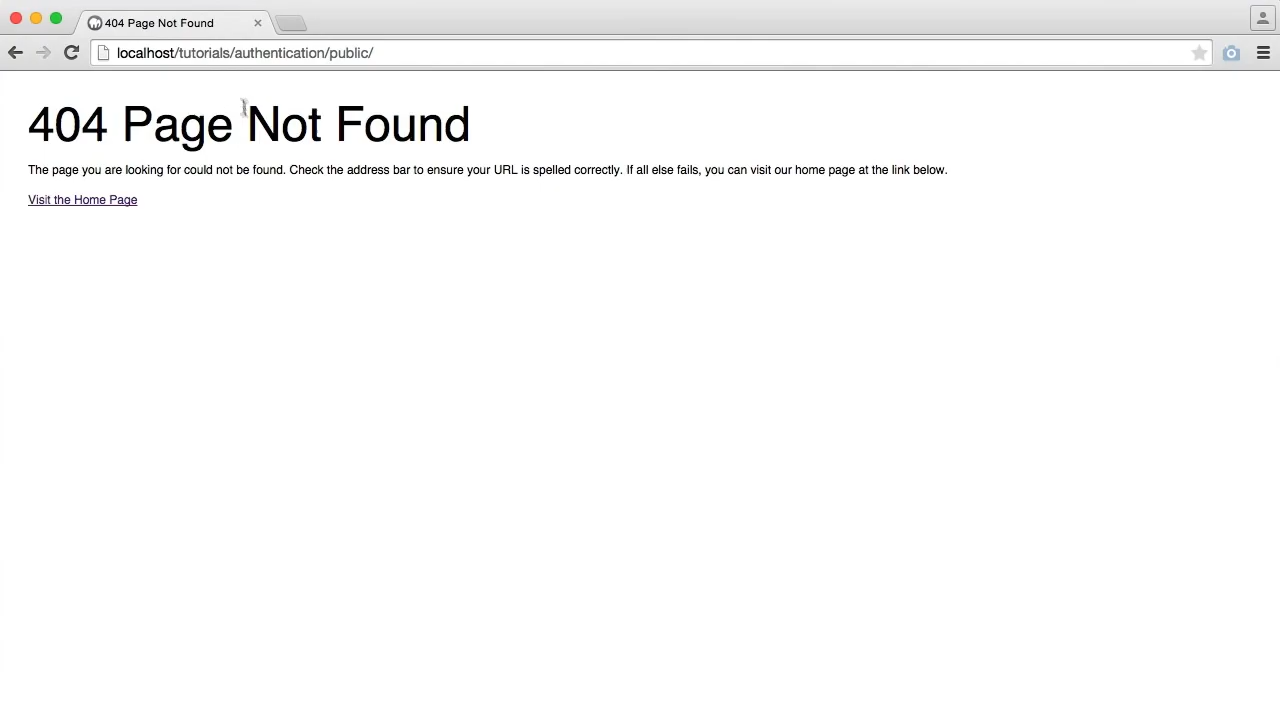 404 Page Not Found
localhost/tutorials/authentication/public/
404 Page Not Found
The page you are looking for could not be found. Check the address bar to ensure your URL is spelled correctly. If all else fails, you can visit our home page at the link below.
Visit the Home Page